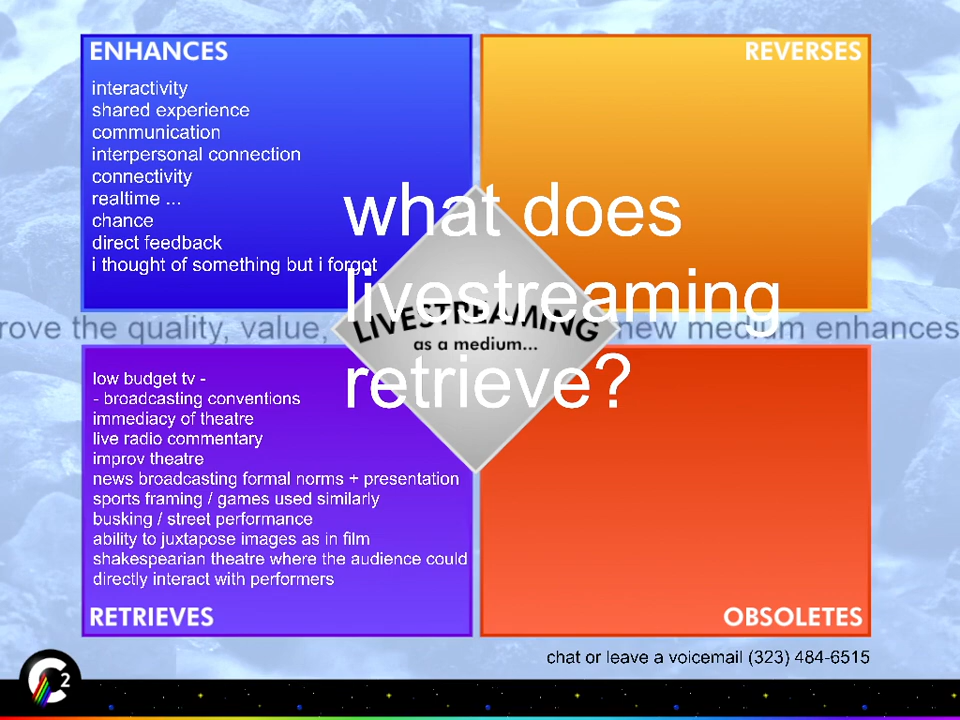 ENHANCES
interactivity
shared experience
communication
interpersonal connection
connectivity
realtime ...
chance
direct feedback
i thought of something but i forgot
REVERSES
what does
livestreaming
retrieve?
rove the quality, value,
new medium enhances
LIVESTREAMING
as a medium...
low budget tv -
- broadcasting conventions
immediacy of theatre
live radio commentary
improv theatre
news broadcasting formal norms + presentation
sports framing / games used similarly
busking / street performance
ability to juxtapose images as in film
shakespearian theatre where the audience could
directly interact with performers
RETRIEVES
OBSOLETES
chat or leave a voicemail (323) 484-6515
C2